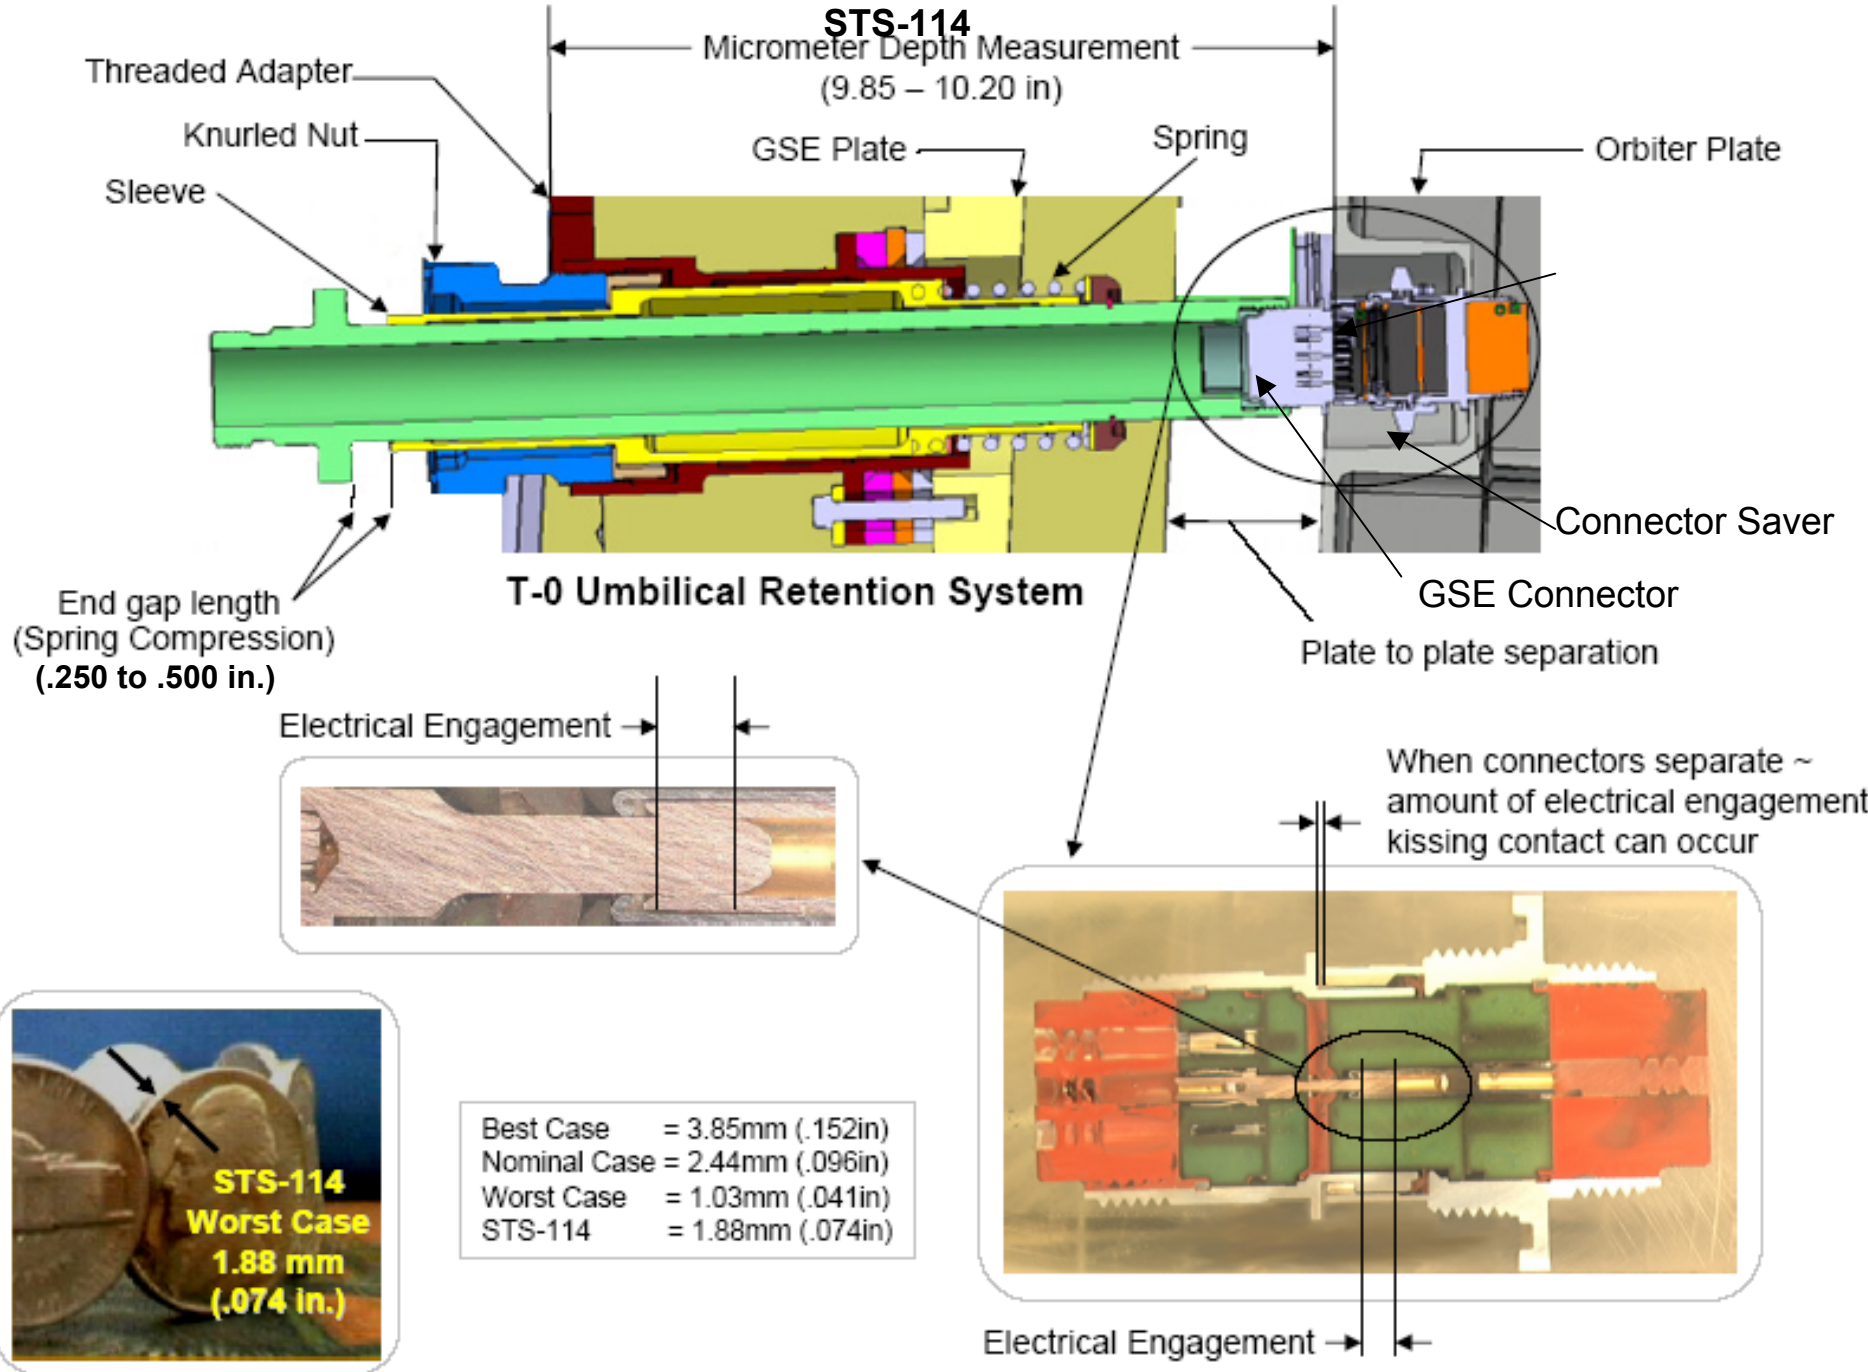 STS-114
Micrometer Depth Measurement
(9.85 – 10.20 in)
Threaded Adapter
Knurled Nut
GSE Plate
Spring
Orbiter Plate
Sleeve
Connector Saver
GSE Connector
T-0 Umbilical Retention System
Plate to plate separation
End gap length
(Spring Compression)
(.250 to .500 in.)
Electrical Engagement
When connectors separate ~
amount of electrical engagement
kissing contact can occur
STS-114
Worst Case
1.88 mm
(.074 in.)
Best Case = 3.85mm (.152in)
Nominal Case = 2.44mm (.096in)
Worst Case = 1.03mm (.041in)
STS-114 = 1.88mm (.074in)
Electrical Engagement